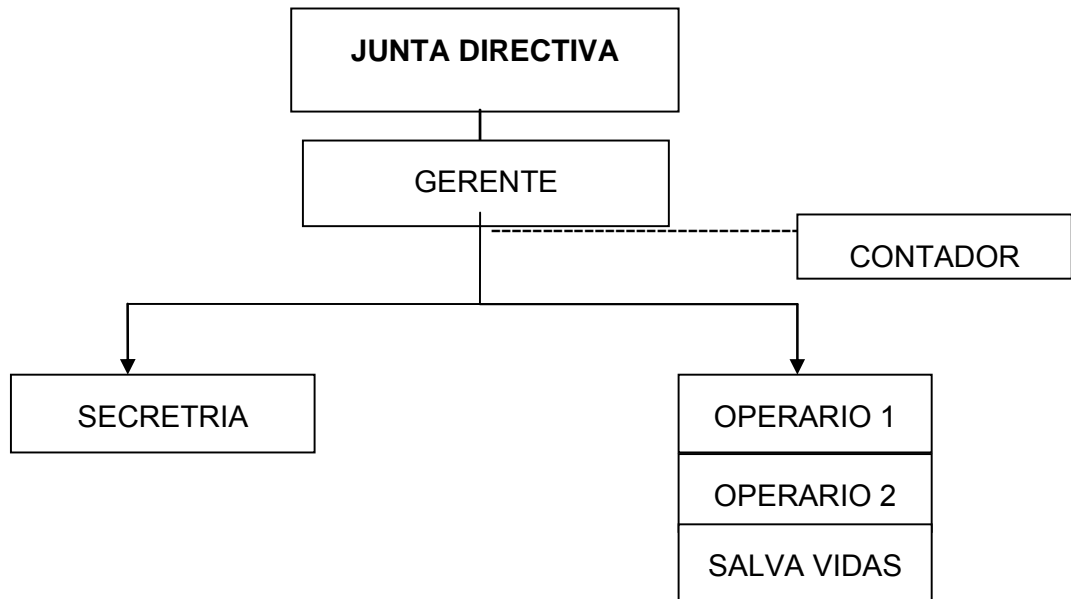 JUNTA DIRECTIVA
GERENTE
CONTADOR
SECRETRIA
OPERARIO 1
OPERARIO 2
SALVA VIDAS